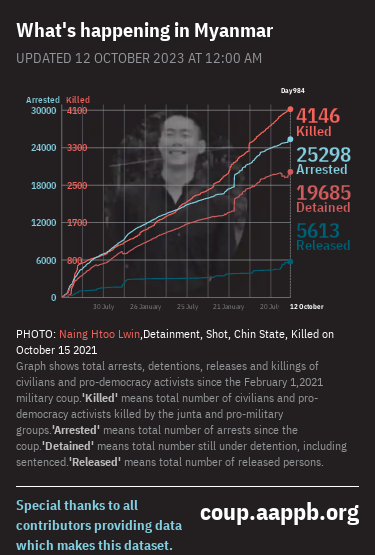 What's happening in Myanmar
UPDATED 12 OCTOBER 2023 AT 12:00 AM
Day984
Arrested Killed
30000 4100
24000 3300
18000 2500
12000 1700
6000 800
0
4146
Killed
25298
Arrested
19685
Detained
5613
Released
30 July 26 January 25 July 21 January 20 July 12 October
PHOTO: Naing Htoo Lwin,Detainment, Shot, Chin State, Killed on
October 15 2021
Graph shows total arrests, detentions, releases and killings of
civilians and pro-democracy activists since the February 1,2021
military coup.'Killed' means total number of civilians and pro-
democracy activists killed by the junta and pro-military
groups.'Arrested' means total number of arrests since the
coup.'Detained' means total number still under detention, including
sentenced.'Released' means total number of released persons.
Special thanks to all
contributors providing data
which makes this dataset.
coup.aappb.org